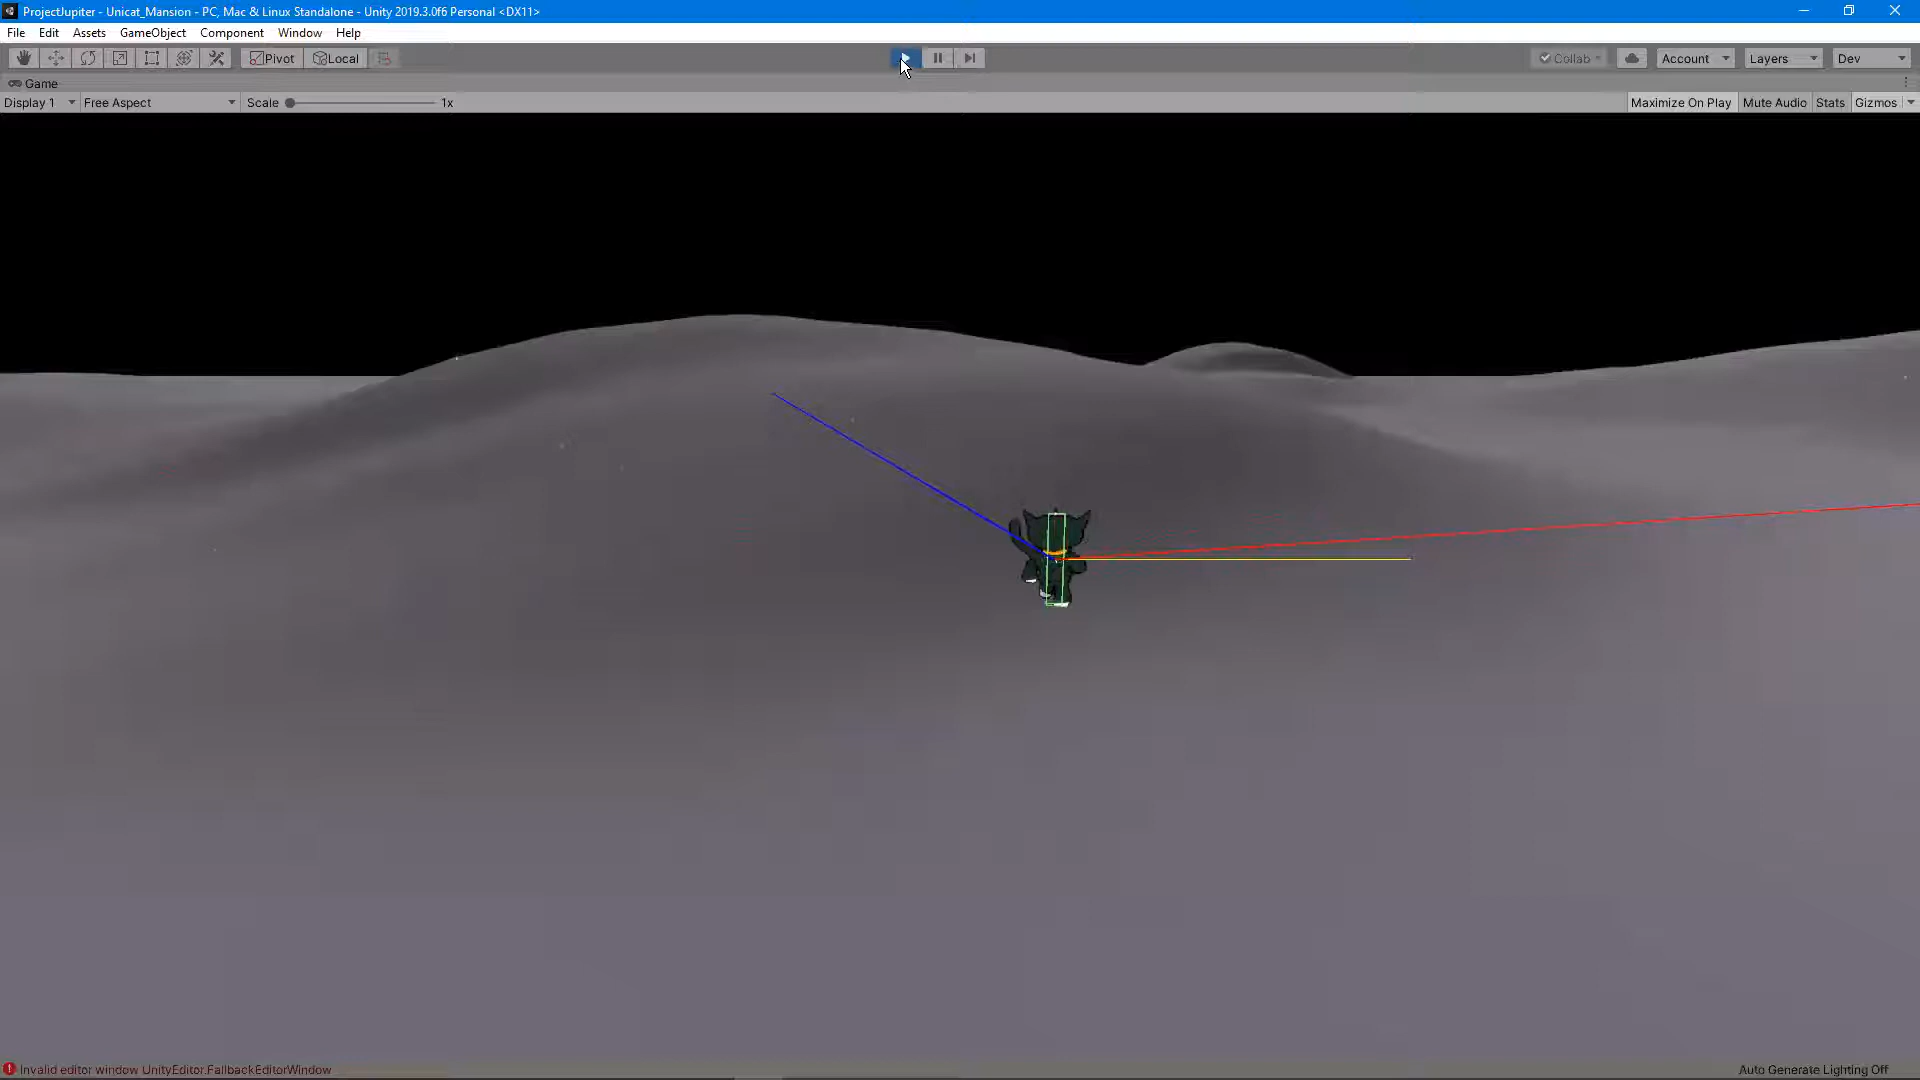 ProjectJupiter - Unicat_Mansion - PC, Mac & Linux Standalone - Unity 2019.3.0f6 Personal <DX11>
File Edit Assets GameObject Component Window Help
Pivot Local Collab Account Layers Dev
Game
Display 1 Free Aspect Scale 1x Maximize On Play Mute Audio Stats Gizmos
Invalid editor window UnityEditor.FallbackEditorWindow Auto Generate Lighting Off